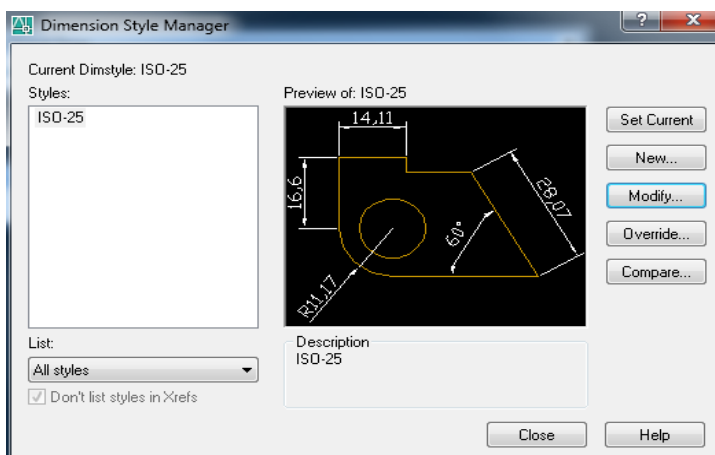 Dimension Style Manager
Current Dimstyle: ISO-25
Styles:
ISO-25
Preview of: ISO-25
14,11
16,6
28,07
60°
R11,17
Set Current
New...
Modify...
Override...
Compare...
List:
All styles
Don't list styles in Xrefs
Description
ISO-25
Close
Help